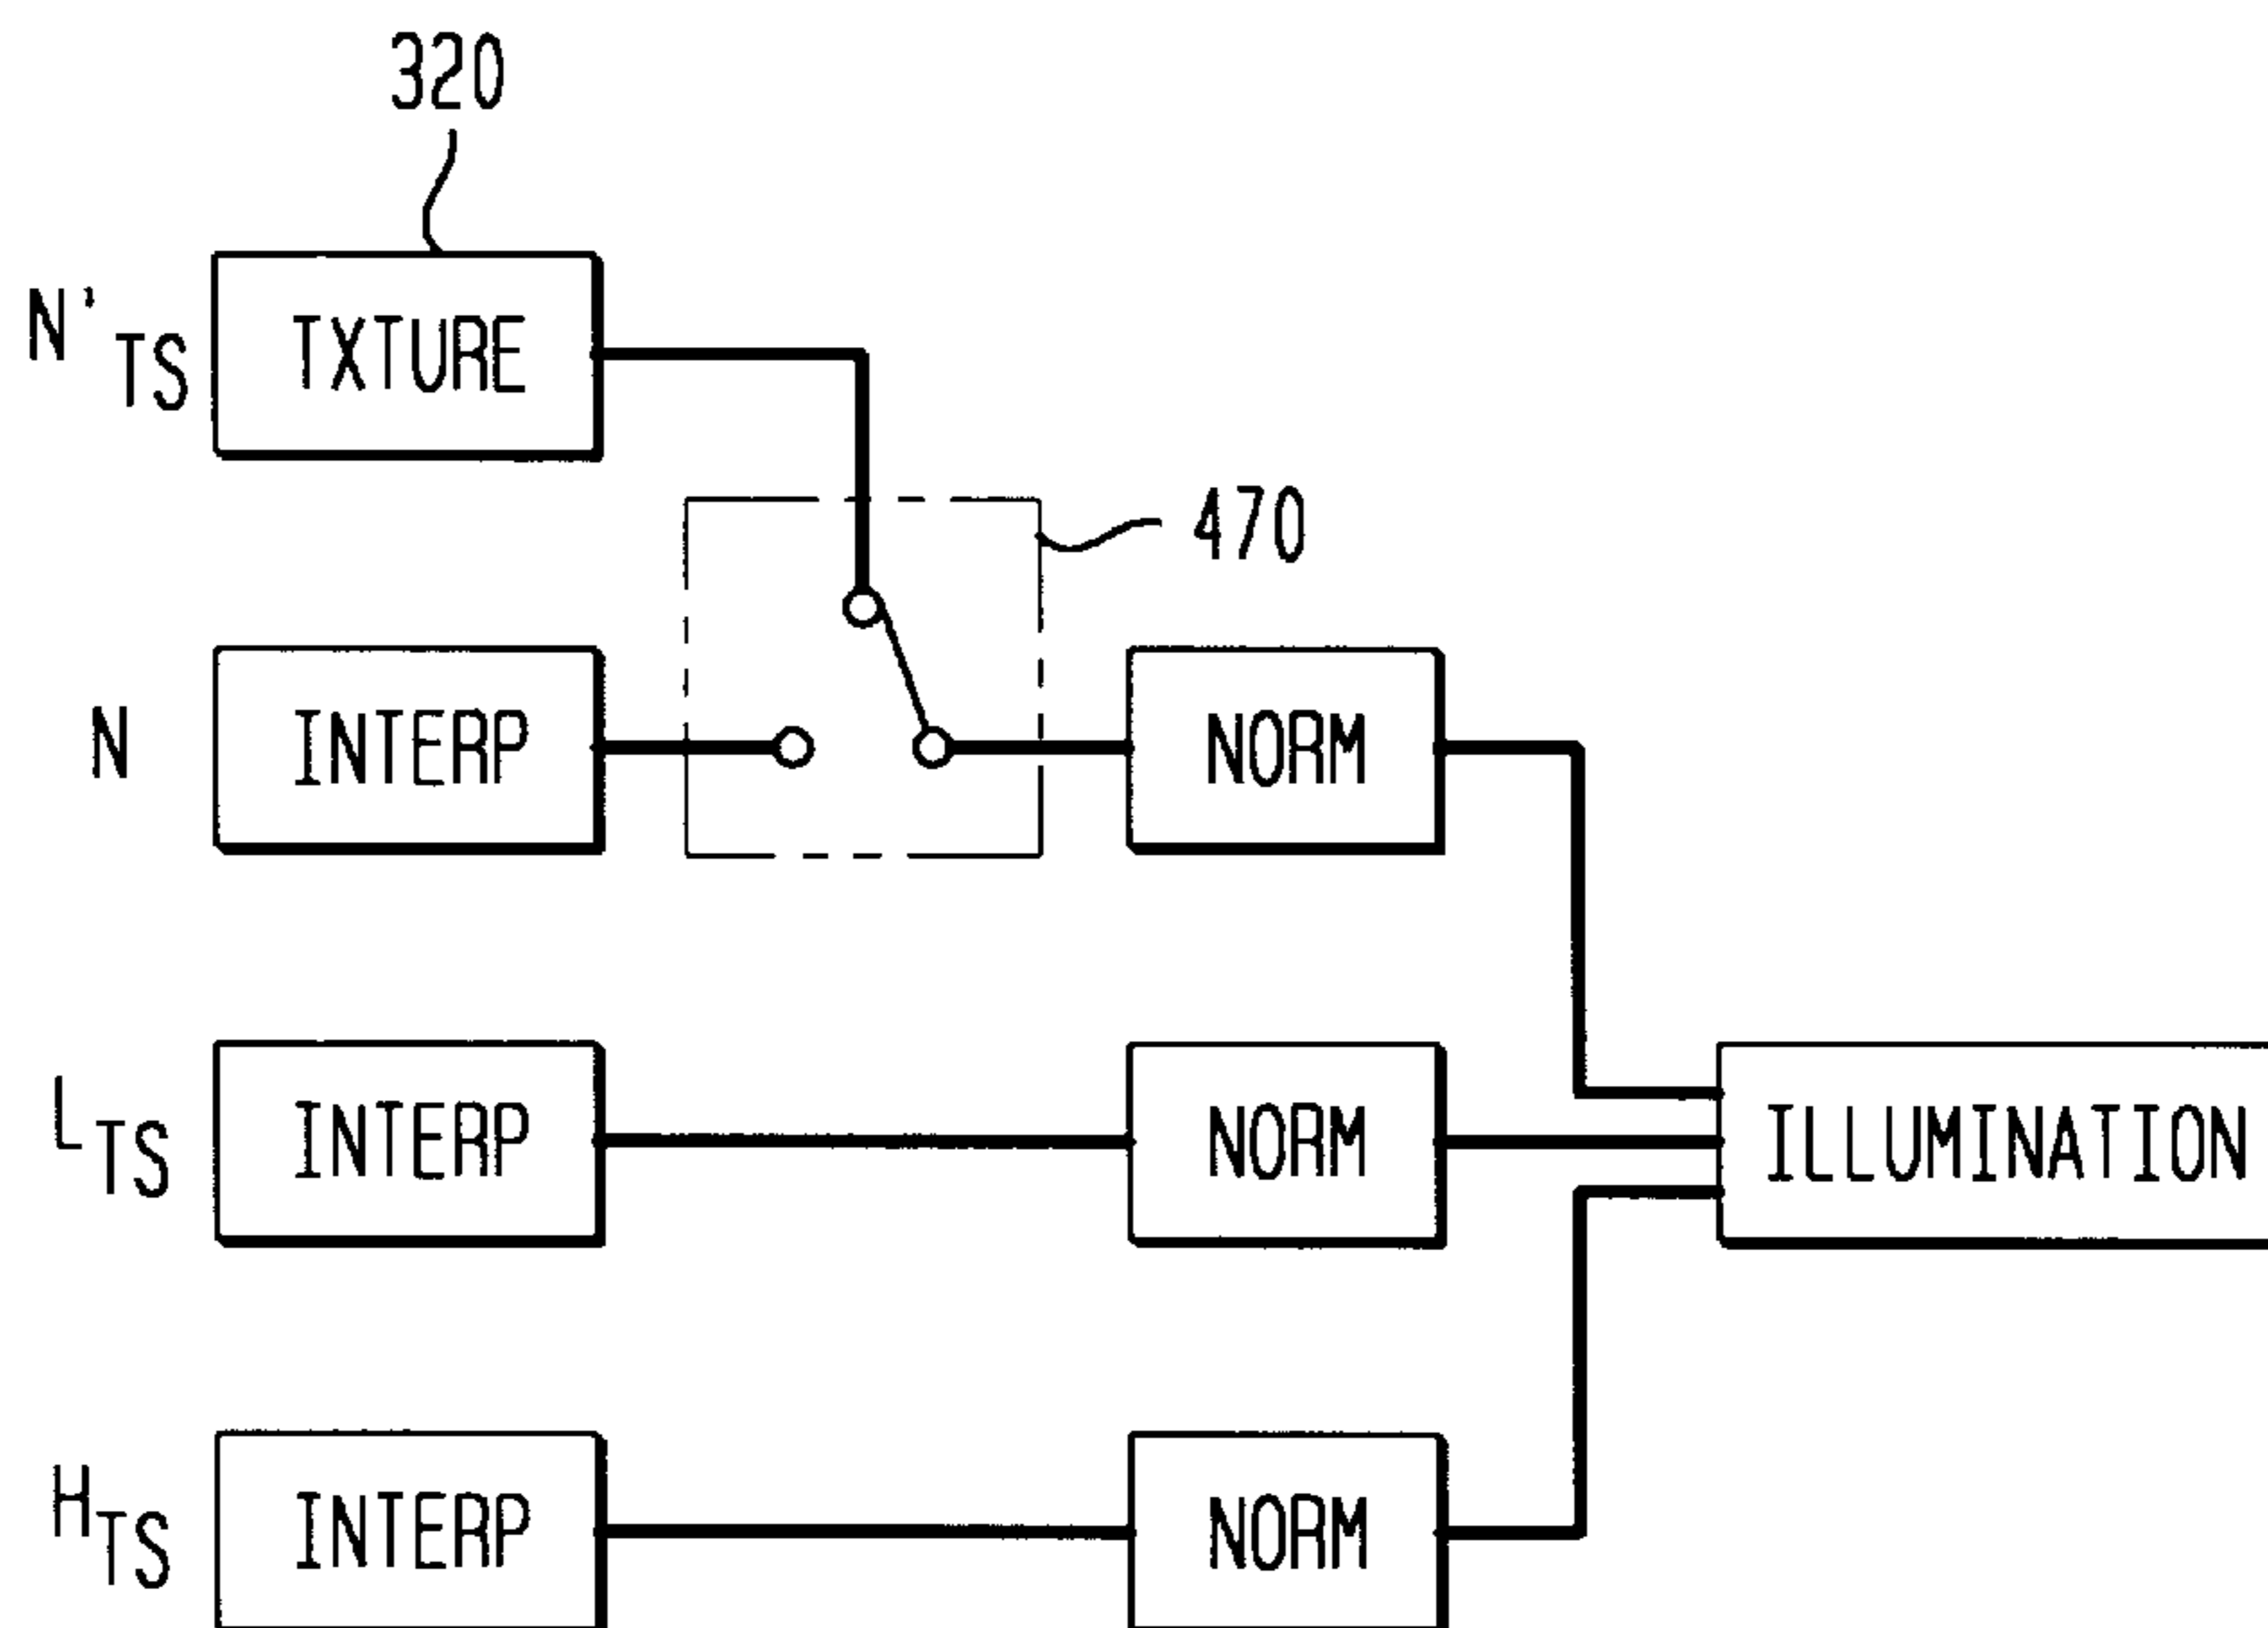 320
N'TS TXTURE
470
N INTERP NORM
LTS INTERP NORM ILLUMINATION
HTS INTERP NORM